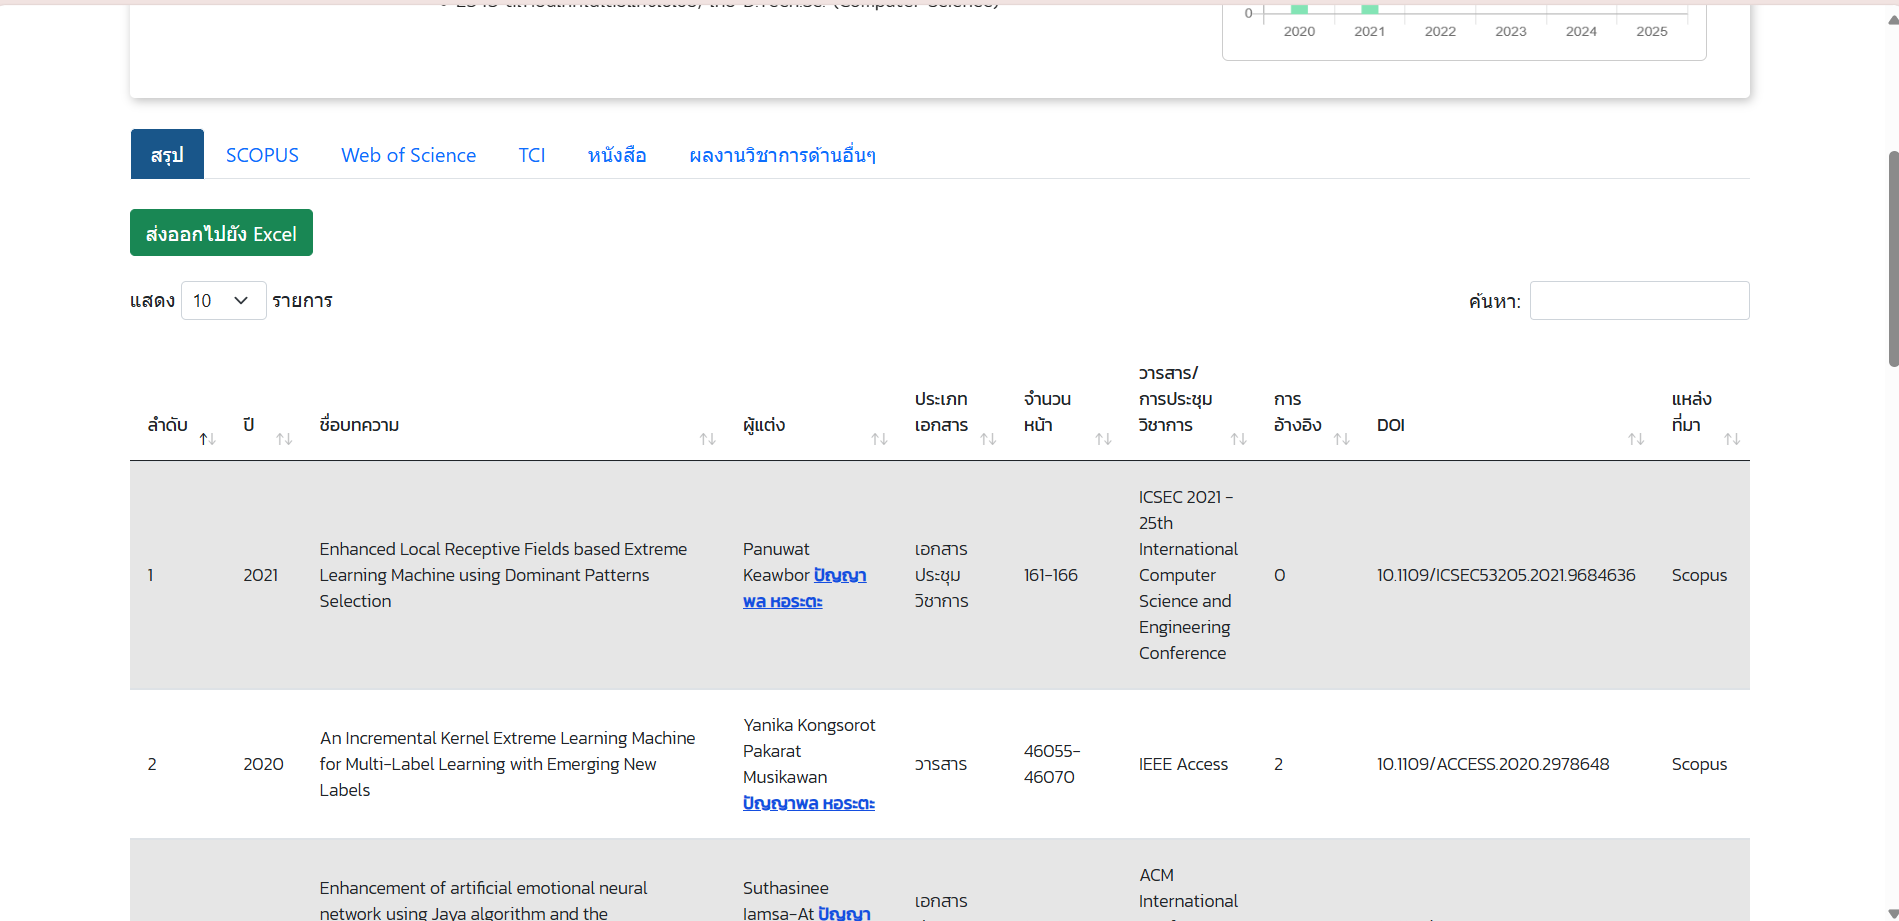 0
2020 2021 2022 2023 2024 2025
สรุป SCOPUS Web of Science TCI หนังสือ ผลงานวิชาการด้านอื่นๆ
ส่งออกไปยัง Excel
แสดง 10 รายการ
ค้นหา:
ลำดับ
ปี
ชื่อบทความ
ผู้แต่ง
ประเภท
เอกสาร
จำนวน
หน้า
วารสาร/
การประชุม
วิชาการ
การ
อ้างอิง
DOI
แหล่ง
ที่มา
1
2021
Enhanced Local Receptive Fields based Extreme
Learning Machine using Dominant Patterns
Selection
Panuwat
Keawbor ปัญญา
พล หอระตะ
เอกสาร
ประชุม
วิชาการ
161-166
ICSEC 2021 -
25th
International
Computer
Science and
Engineering
Conference
0
10.1109/ICSEC53205.2021.9684636
Scopus
2
2020
An Incremental Kernel Extreme Learning Machine
for Multi-Label Learning with Emerging New
Labels
Yanika Kongsorot
Pakarat
Musikawan
ปัญญาพล หอระตะ
วารสาร
46055-
46070
IEEE Access
2
10.1109/ACCESS.2020.2978648
Scopus
Enhancement of artificial emotional neural
network using Jaya algorithm and the
Suthasinee
Iamsa-At ปัญญา
เอกสาร
ACM
International